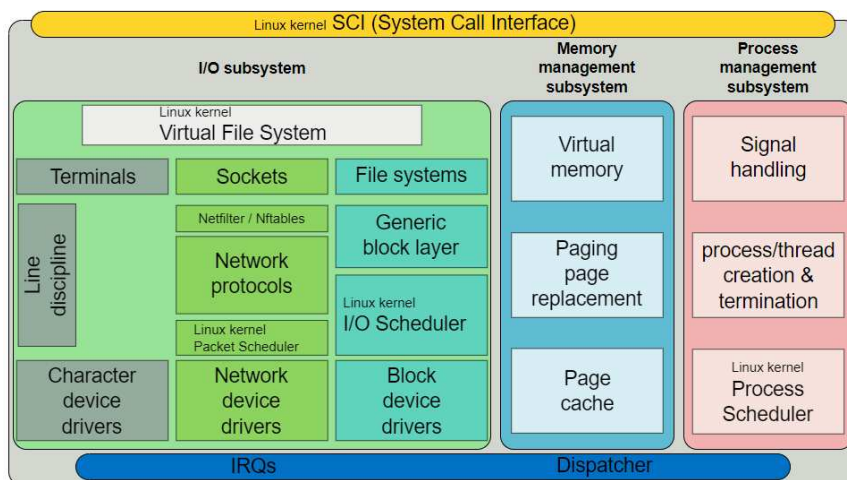 Linux kernel SCI (System Call Interface)
I/O subsystem
Memory
management
subsystem
Process
management
subsystem
Linux kernel
Virtual File System
Terminals
Sockets
File systems
Line
discipline
Netfilter / Nftables
Network
protocols
Linux kernel
Packet Scheduler
Generic
block layer
Linux kernel
I/O Scheduler
Character
device
drivers
Network
device
drivers
Block
device
drivers
Virtual
memory
Paging
page
replacement
Page
cache
Signal
handling
process/thread
creation &
termination
Linux kernel
Process
Scheduler
IRQs
Dispatcher